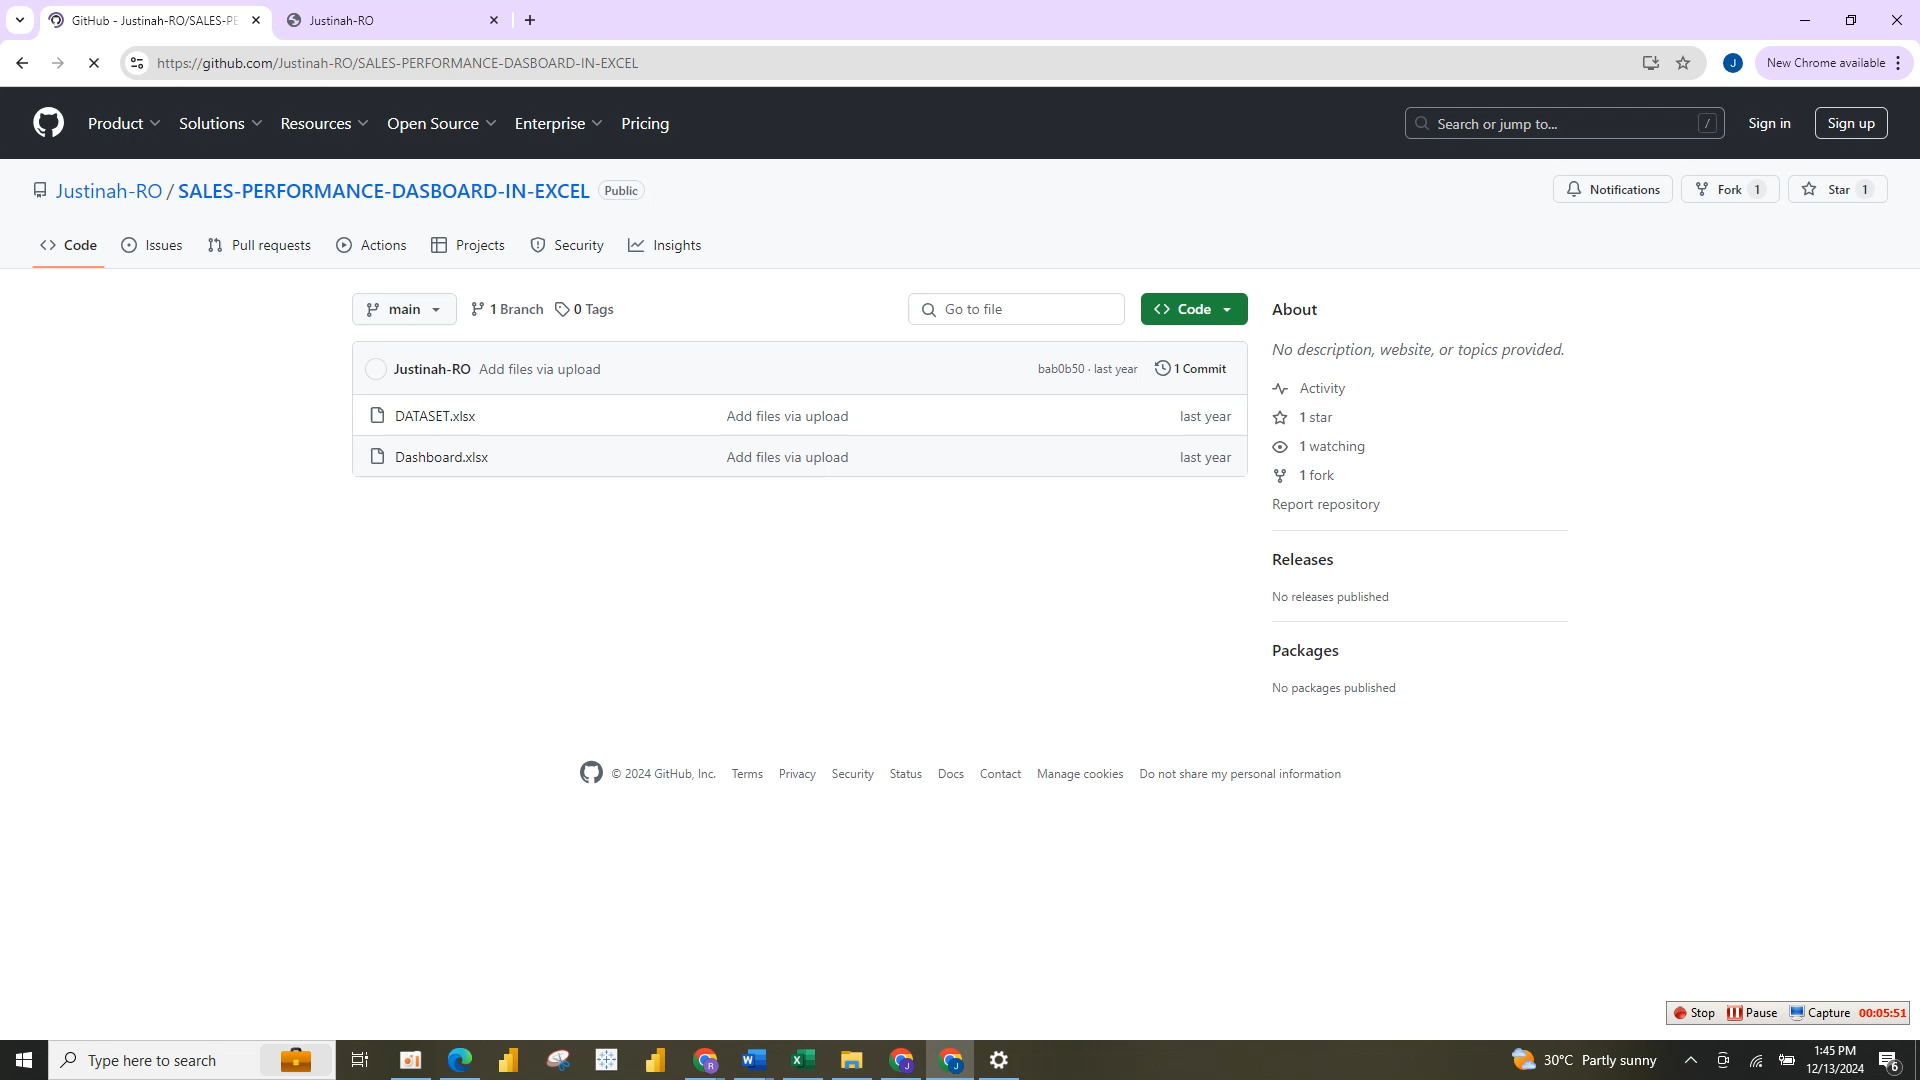 GitHub - Justinah-RO/SALES-PE
Justinah-RO
https://github.com/Justinah-RO/SALES-PERFORMANCE-DASBOARD-IN-EXCEL
J
New Chrome available
Product
Solutions
Resources
Open Source
Enterprise
Pricing
Search or jump to...
/
Sign in
Sign up
Justinah-RO / SALES-PERFORMANCE-DASBOARD-IN-EXCEL
Public
Notifications
Fork 1
Star 1
Code
Issues
Pull requests
Actions
Projects
Security
Insights
main
1 Branch
0 Tags
Go to file
Code
Justinah-RO Add files via upload
bab0b50 · last year
1 Commit
DATASET.xlsx Add files via upload last year
Dashboard.xlsx Add files via upload last year
About
No description, website, or topics provided.
Activity
1 star
1 watching
1 fork
Report repository
Releases
No releases published
Packages
No packages published
© 2024 GitHub, Inc.
Terms
Privacy
Security
Status
Docs
Contact
Manage cookies
Do not share my personal information
Stop
Pause
Capture
00:05:51
Type here to search
30°C Partly sunny
1:45 PM
12/13/2024
6